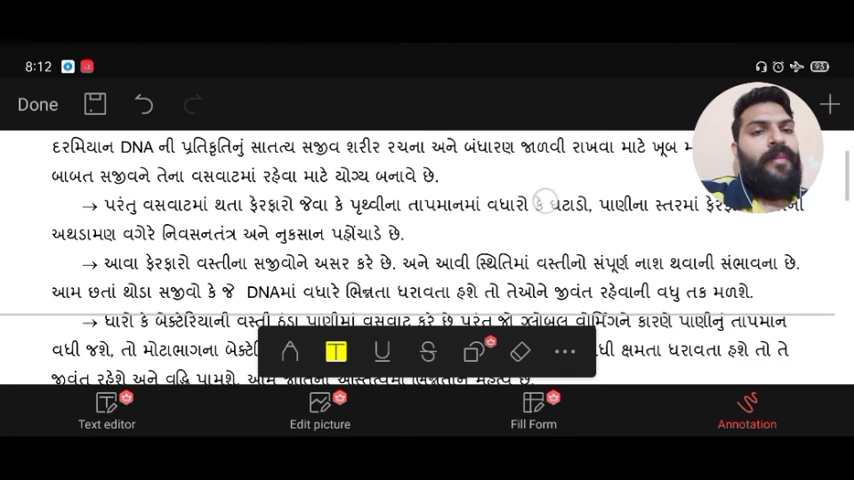 8:12
93
Done
દરમિયાન DNA ની પ્રતિકૃતિનું સાતત્ય સજીવ શરીર રચના અને બંધારણ જાળવી રાખવા માટે ખૂબ
બાબત સજીવને તેના વસવાટમાં રહેવા માટે યોગ્ય બનાવે છે.
→ પરંતુ વસવાટમાં થતા ફેરફારો જેવા કે પૃથ્વીના તાપમાનમાં વધારો કે ઘટાડો, પાણીના સ્તરમાં
અથડામણ વગેરે નિવસનતંત્ર અને નુકસાન પહોંચાડે છે.
→ આવા ફેરફારો વસ્તીના સજીવોને અસર કરે છે. અને આવી સ્થિતિમાં વસ્તીનો સંપૂર્ણ નાશ થવાની સંભાવના છે.
આમ છતાં થોડા સજીવો કે જે DNAમાં વધારે ભિન્નતા ધરાવતા હશે તો તેઓને જીવંત રહેવાની વધુ તક મળશે.
→ ધારો કે બેક્ટેરિયાની વસ્તી ઠંડા પાણીમાં વસવાટ કરે છે પરંતુ જો ગ્લોબલ વોર્મિંગને કારણે પાણીનું તાપમાન
વધી જશે, તો મોટાભાગના ક્ષમતા ધરાવતા હશે તો તે
જીવંત રહેશે અને વૃદ્ધિ પામશે. આમ
Text editor
Edit picture
Fill Form
Annotation